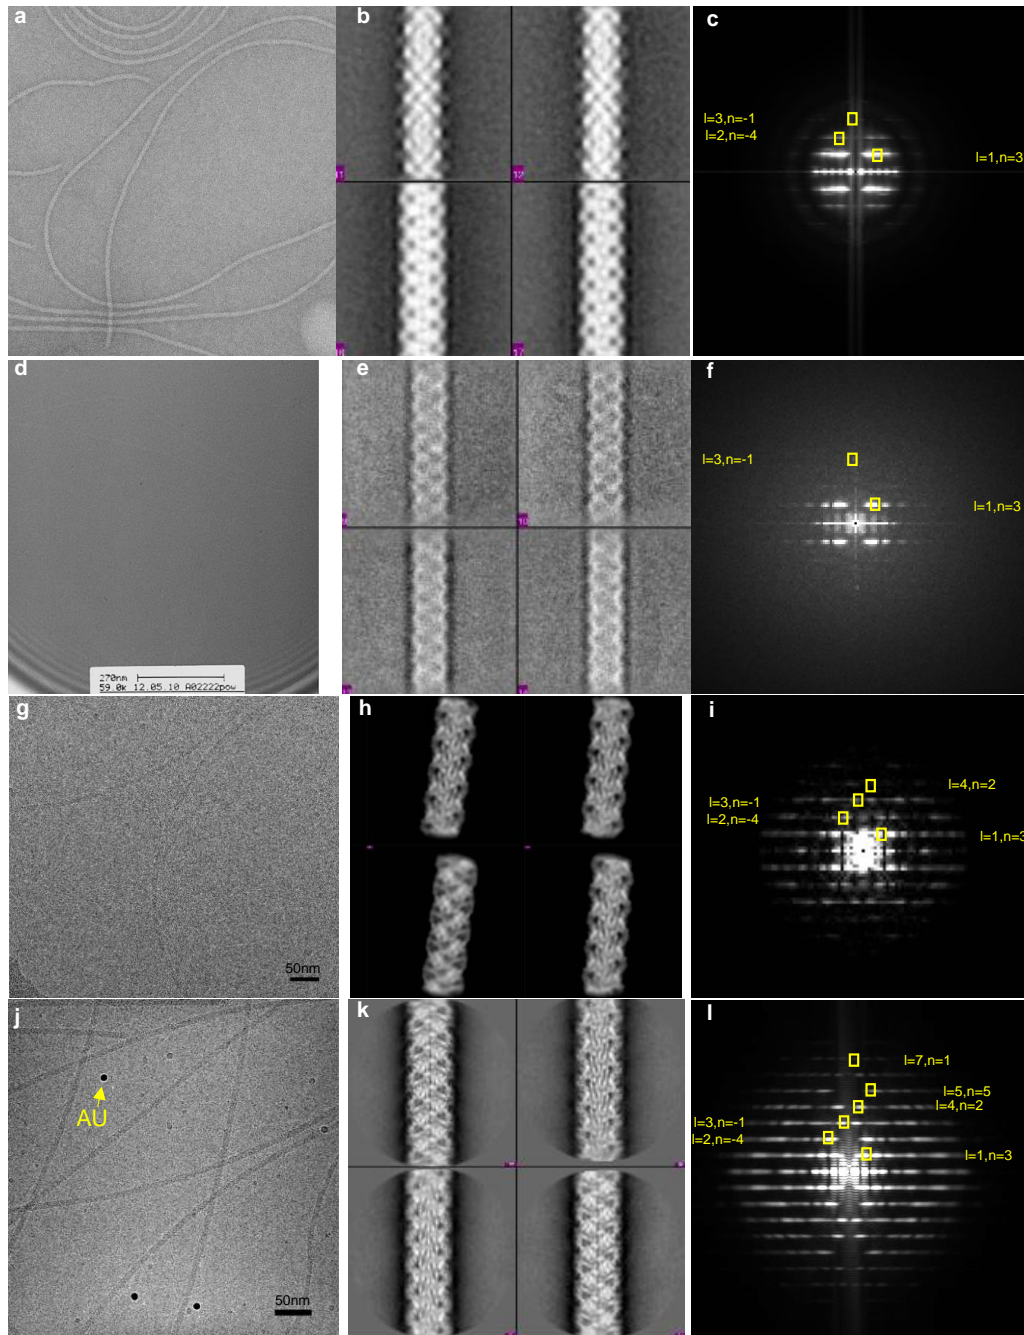 a
b
c
l=3,n=-1
l=2,n=-4
l=1,n=3
d
e
f
l=3,n=-1
l=1,n=3
270nm
59.0k 12.05.10 A02222pow
g
h
i
l=4,n=2
l=3,n=-1
l=2,n=-4
l=1,n=3
50nm
j
k
l
AU
l=7,n=1
l=5,n=5
l=4,n=2
l=3,n=-1
l=2,n=-4
l=1,n=3
50nm